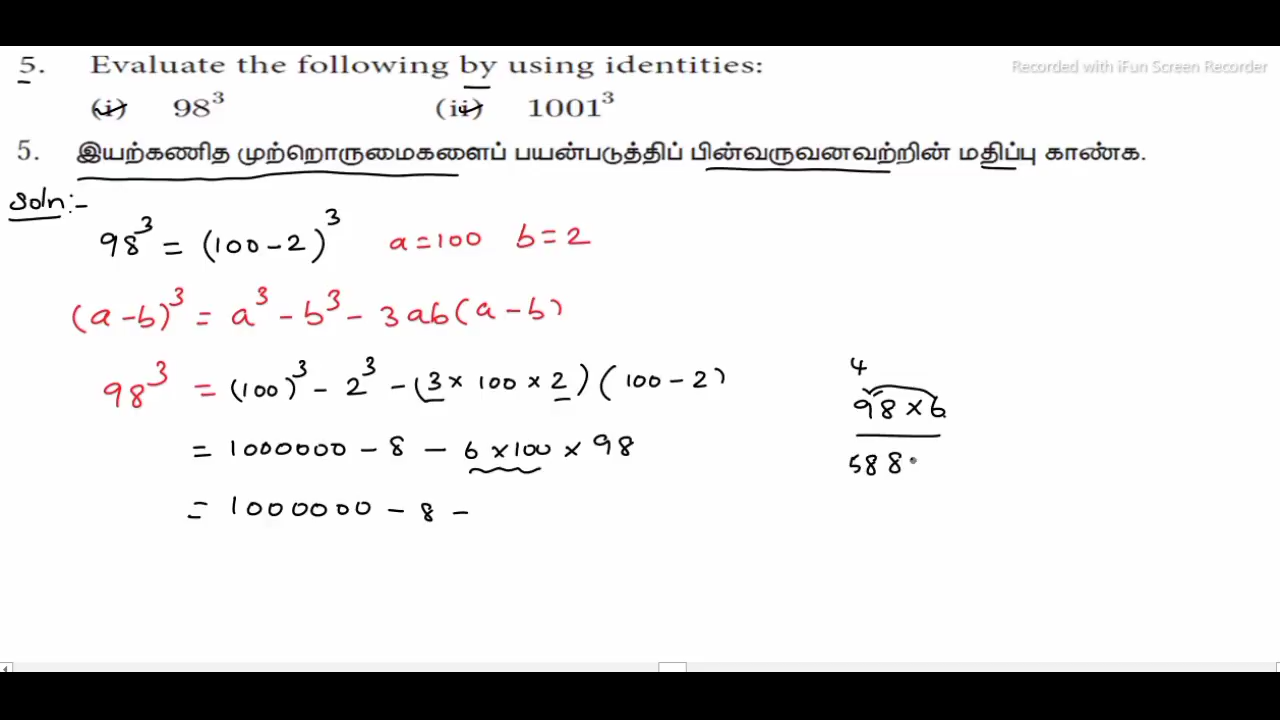 5. Evaluate the following by using identities:
Recorded with iFun Screen Recorder
(i) 98³ (ii) 1001³
5. இயற்கணித முற்றொருமைகளைப் பயன்படுத்திப் பின்வருவனவற்றின் மதிப்பு காண்க.
Soln:-
98³ = (100-2)³ a=100 b=2
(a-b)³ = a³ - b³ - 3ab(a-b)
98³ = (100)³ - 2³ - (3 × 100 × 2)(100-2)
= 1000000 - 8 - 6 × 100 × 98
= 1000000 - 8 -
4
98 × 6
588